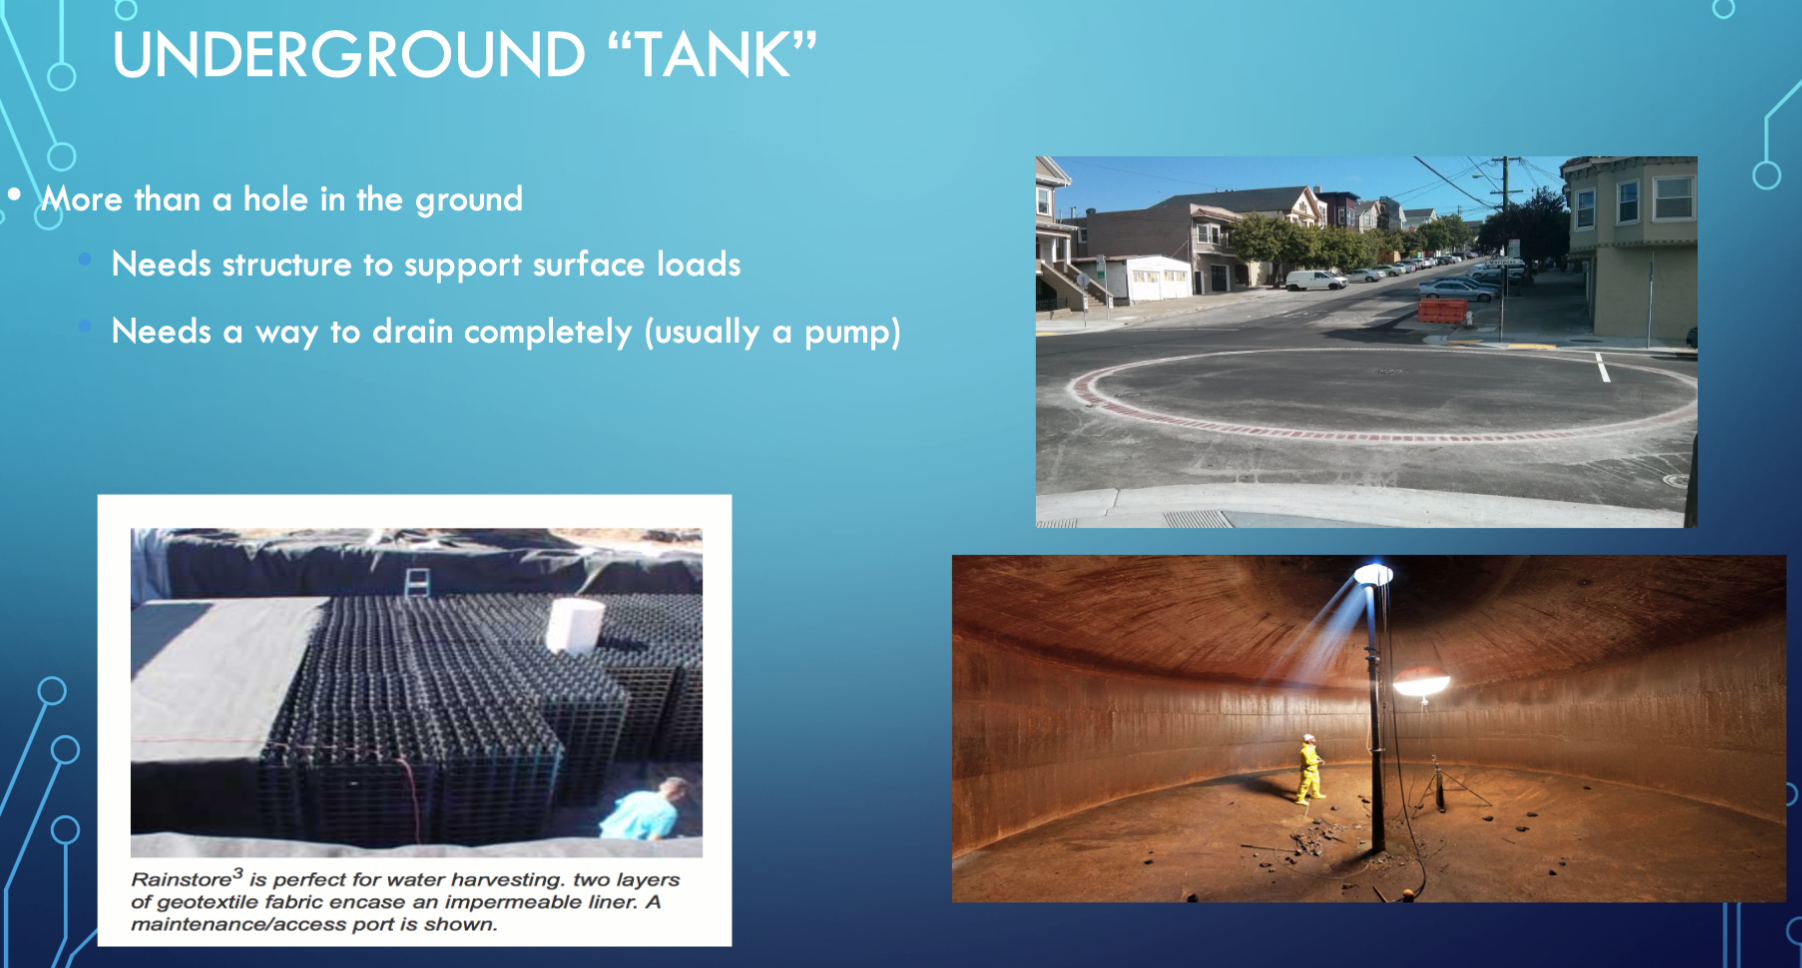 UNDERGROUND “TANK”
• More than a hole in the ground
• Needs structure to support surface loads
• Needs a way to drain completely (usually a pump)
Rainstore³ is perfect for water harvesting. two layers
of geotextile fabric encase an impermeable liner. A
maintenance/access port is shown.